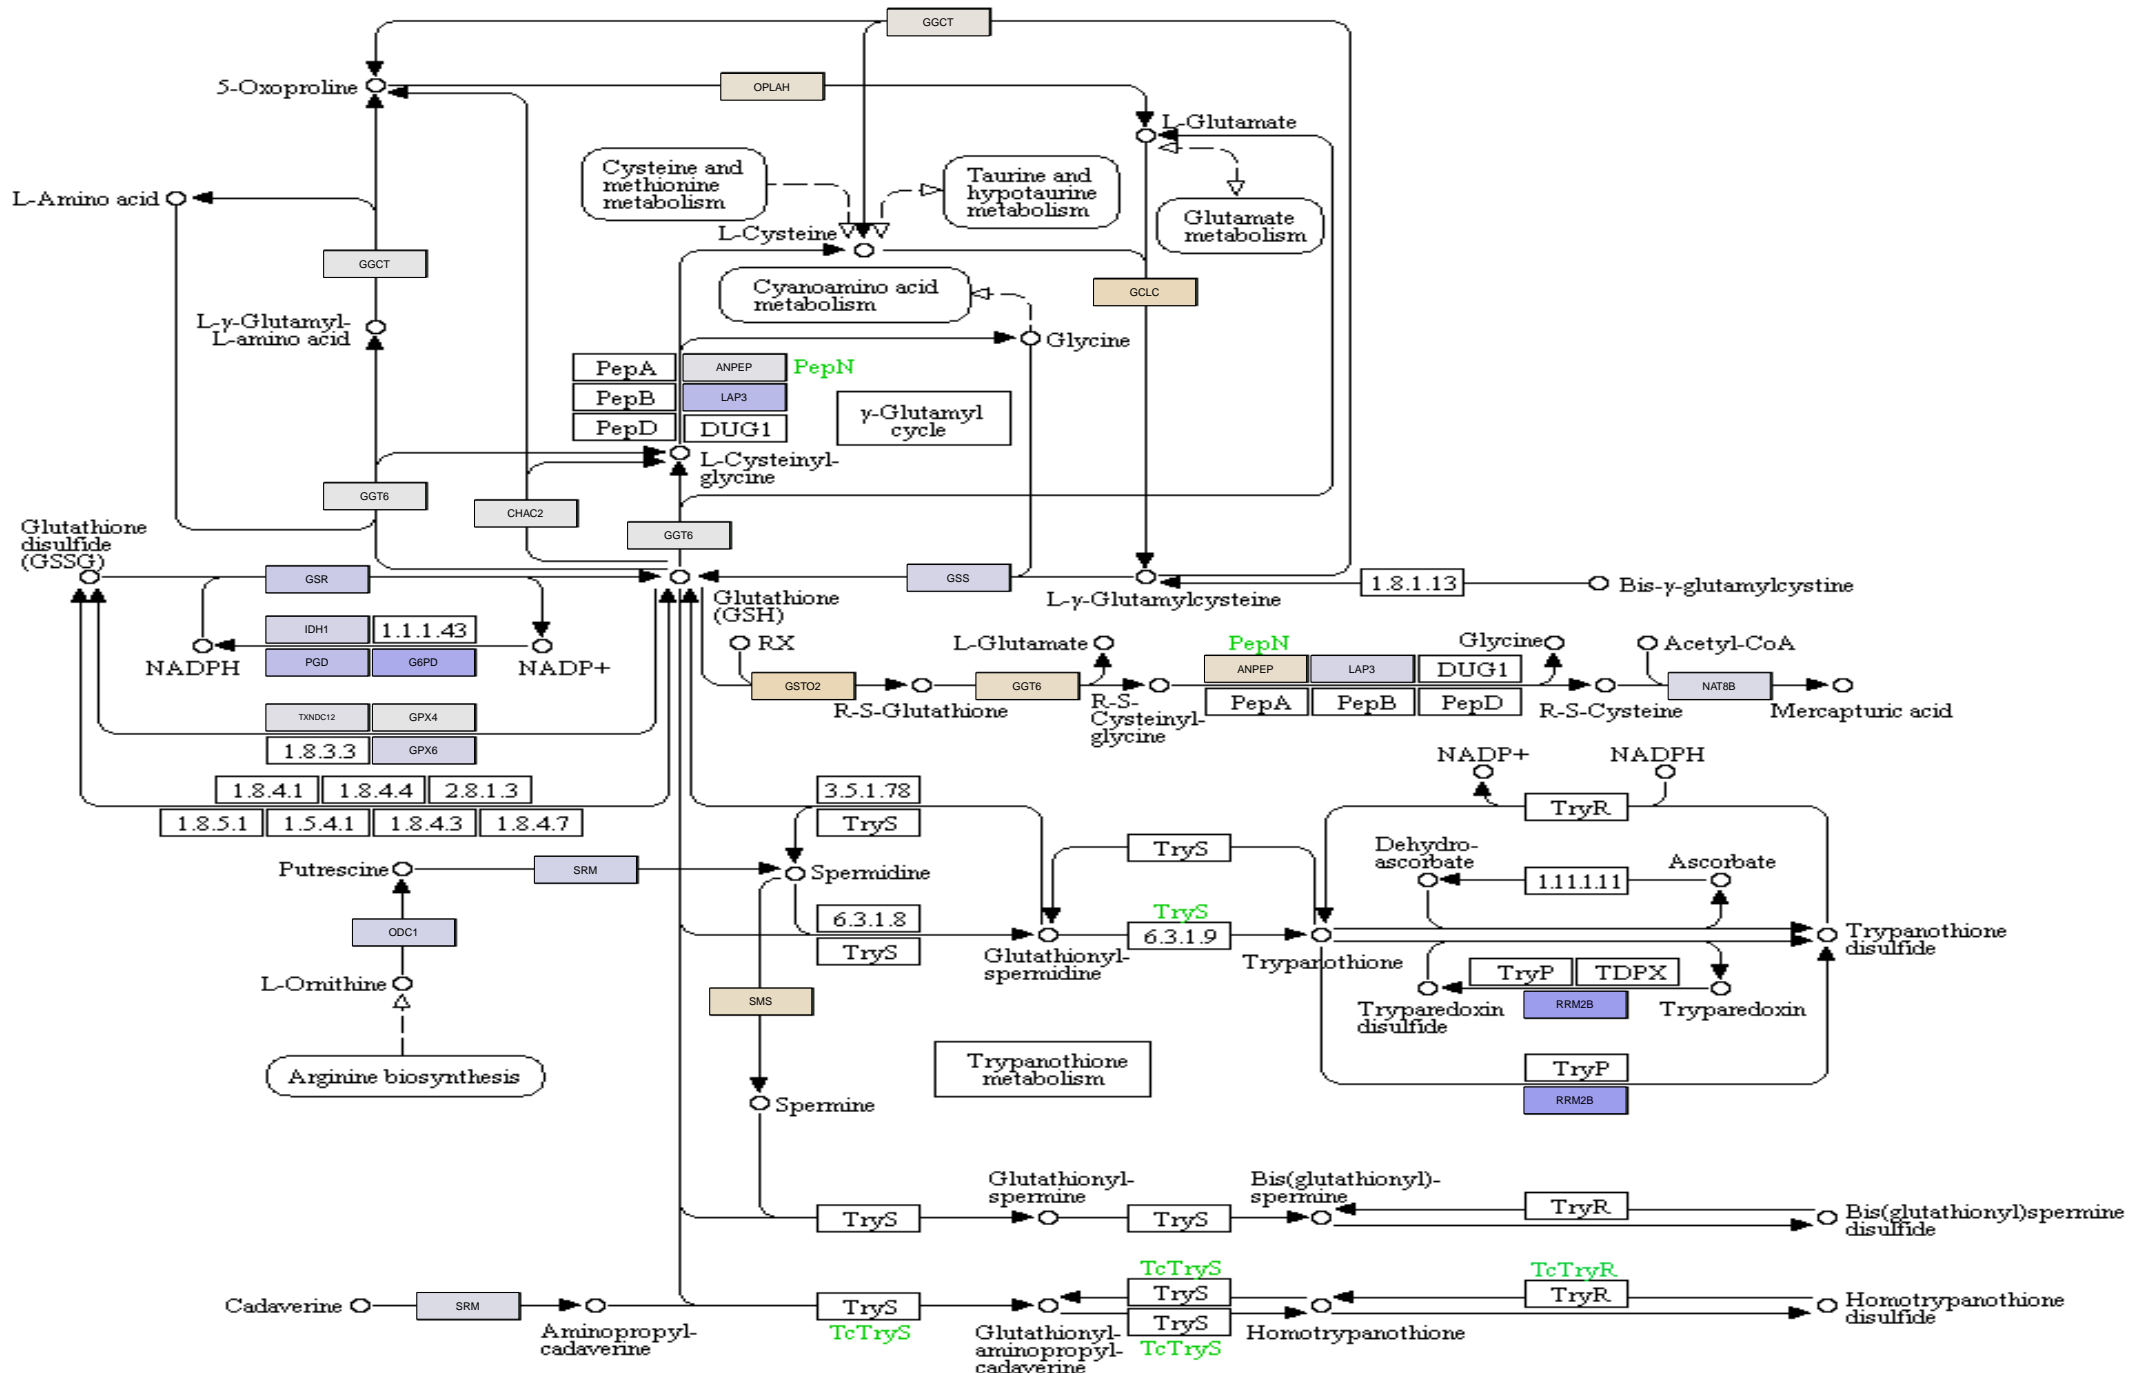 GGCT
5-Oxoproline
OPLAH
L-Glutamate
Cysteine and
methionine
metabolism
Taurine and
hypotaurine
metabolism
L-Amino acid
Glutamate
metabolism
L-Cysteine
GGCT
Cyanoamino acid
metabolism
GCLC
L-γ-Glutamyl-
L-amino acid
Glycine
PepA
ANPEP
PepN
PepB
LAP3
γ-Glutamyl
cycle
PepD
DUG1
L-Cysteinyl-
glycine
GGT6
CHAC2
GGT6
Glutathione
disulfide
(GSSG)
GSR
GSS
1.8.1.13
Bis-γ-glutamylcystine
Glutathione
(GSH)
L-γ-Glutamylcysteine
IDH1
1.1.1.43
NADPH
PGD
G6PD
NADP+
RX
L-Glutamate
PepN
Glycine
Acetyl-CoA
ANPEP
LAP3
DUG1
GSTO2
GGT6
NAT8B
R-S-Glutathione
R-S-
Cysteinyl-
glycine
PepA
PepB
PepD
R-S-Cysteine
Mercapturic acid
TXNDC12
GPX4
1.8.3.3
GPX6
NADP+
NADPH
1.8.4.1
1.8.4.4
2.8.1.3
3.5.1.78
TryR
1.8.5.1
1.5.4.1
1.8.4.3
1.8.4.7
TryS
Putrescine
SRM
Spermidine
TryS
Dehydro-
ascorbate
Ascorbate
1.11.1.11
ODC1
6.3.1.8
TryS
TryS
6.3.1.9
Glutathionyl-
spermidine
Trypanothione
Trypanothione
disulfide
L-Ornithine
SMS
TryP
TDPX
RRM2B
Tryparedoxin
disulfide
Tryparedoxin
Arginine biosynthesis
Trypanothione
metabolism
TryP
RRM2B
Spermine
Glutathionyl-
spermine
Bis(glutathionyl)-
spermine
TryS
TryS
TryR
Bis(glutathionyl)spermine
disulfide
TcTryS
TcTryR
Cadaverine
SRM
TryS
TryS
TryR
Homotrypanothione
disulfide
Aminopropyl-
cadaverine
TcTryS
Glutathionyl-
aminopropyl-
cadaverine
TryS
TcTryS
Homotrypanothione